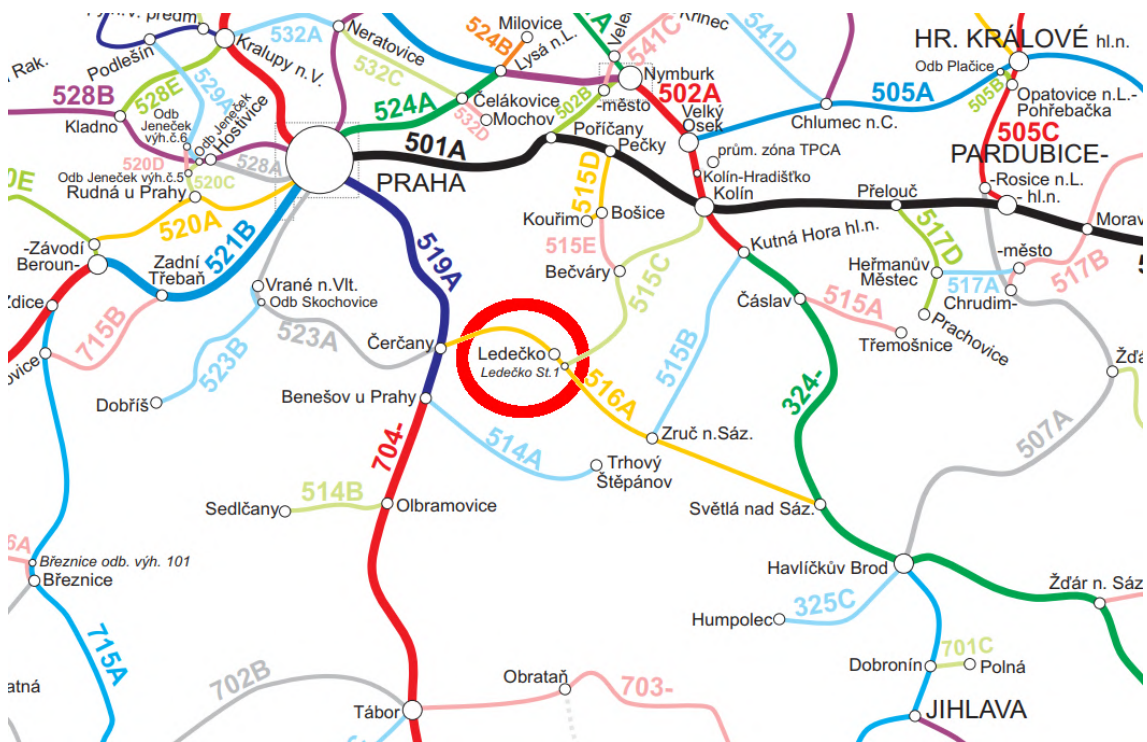 Milovice
Křinec
541C
541D
532A
Neratovice
524B
Lysá n.L.
HR. KRÁLOVÉ hl.n.
Odb Plačice
Rak.
Podlešín
Kralupy n.V.
532C
Nymburk
-město
502A
505A
505B
Opatovice n.L.-
Pohřebačka
528B
528E
529A
524A
Čelákovice
Mochov
532D
502B
Velký
Osek
Chlumec n.C.
505C
Kladno
Odb
Jeneček
výh.č.6
Odb Jeneček
Hostivice
501A
Poříčany
Pečky
prům. zóna TPCA
PARDUBICE-
520D
528A
Odb Jeneček výh.č.5
520C
Rudná u Prahy
PRAHA
515D
Kolín-Hradišťko
Kolín
Přelouč
-Rosice n.L.
- hl.n.
520A
521B
Kouřim
Bošice
515E
Kutná Hora hl.n.
517D
Morav
-Závodí
Beroun-
Zadní
Třebaň
519A
Bečváry
515C
Heřmanův
Městec
-město
517A
517B
Chrudim-
Vrané n.Vlt.
Odb Skochovice
Čáslav
515A
Prachovice
Třemošnice
Zdice
715B
523A
Čerčany
Ledečko
Ledečko St.1
515B
523B
Dobříš
Benešov u Prahy
516A
324-
507A
704-
514A
Zruč n.Sáz.
Trhový
Štěpánov
514B
Sedlčany
Olbramovice
Světlá nad Sáz.
Březnice odb. výh. 101
Březnice
Havlíčkův Brod
325C
Humpolec
Žďár n. Sáz
715A
701C
Dobronín
Polná
702B
Obrataň
703-
Tábor
JIHLAVA